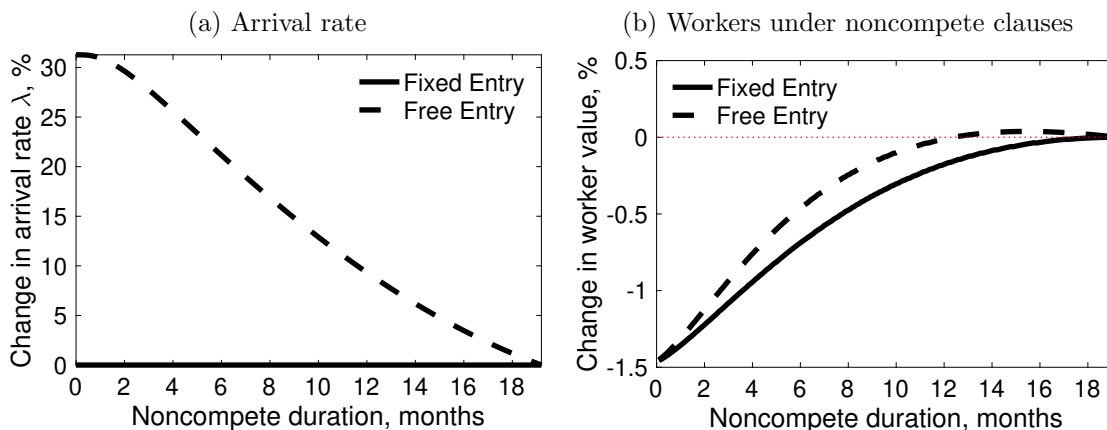 (a) Arrival rate
Change in arrival rate λ, %
30
25
20
15
10
5
0
0 2 4 6 8 10 12 14 16 18
Noncompete duration, months
Fixed Entry
Free Entry
(b) Workers under noncompete clauses
Change in worker value, %
0.5
0
-0.5
-1
-1.5
0 2 4 6 8 10 12 14 16 18
Noncompete duration, months
Fixed Entry
Free Entry